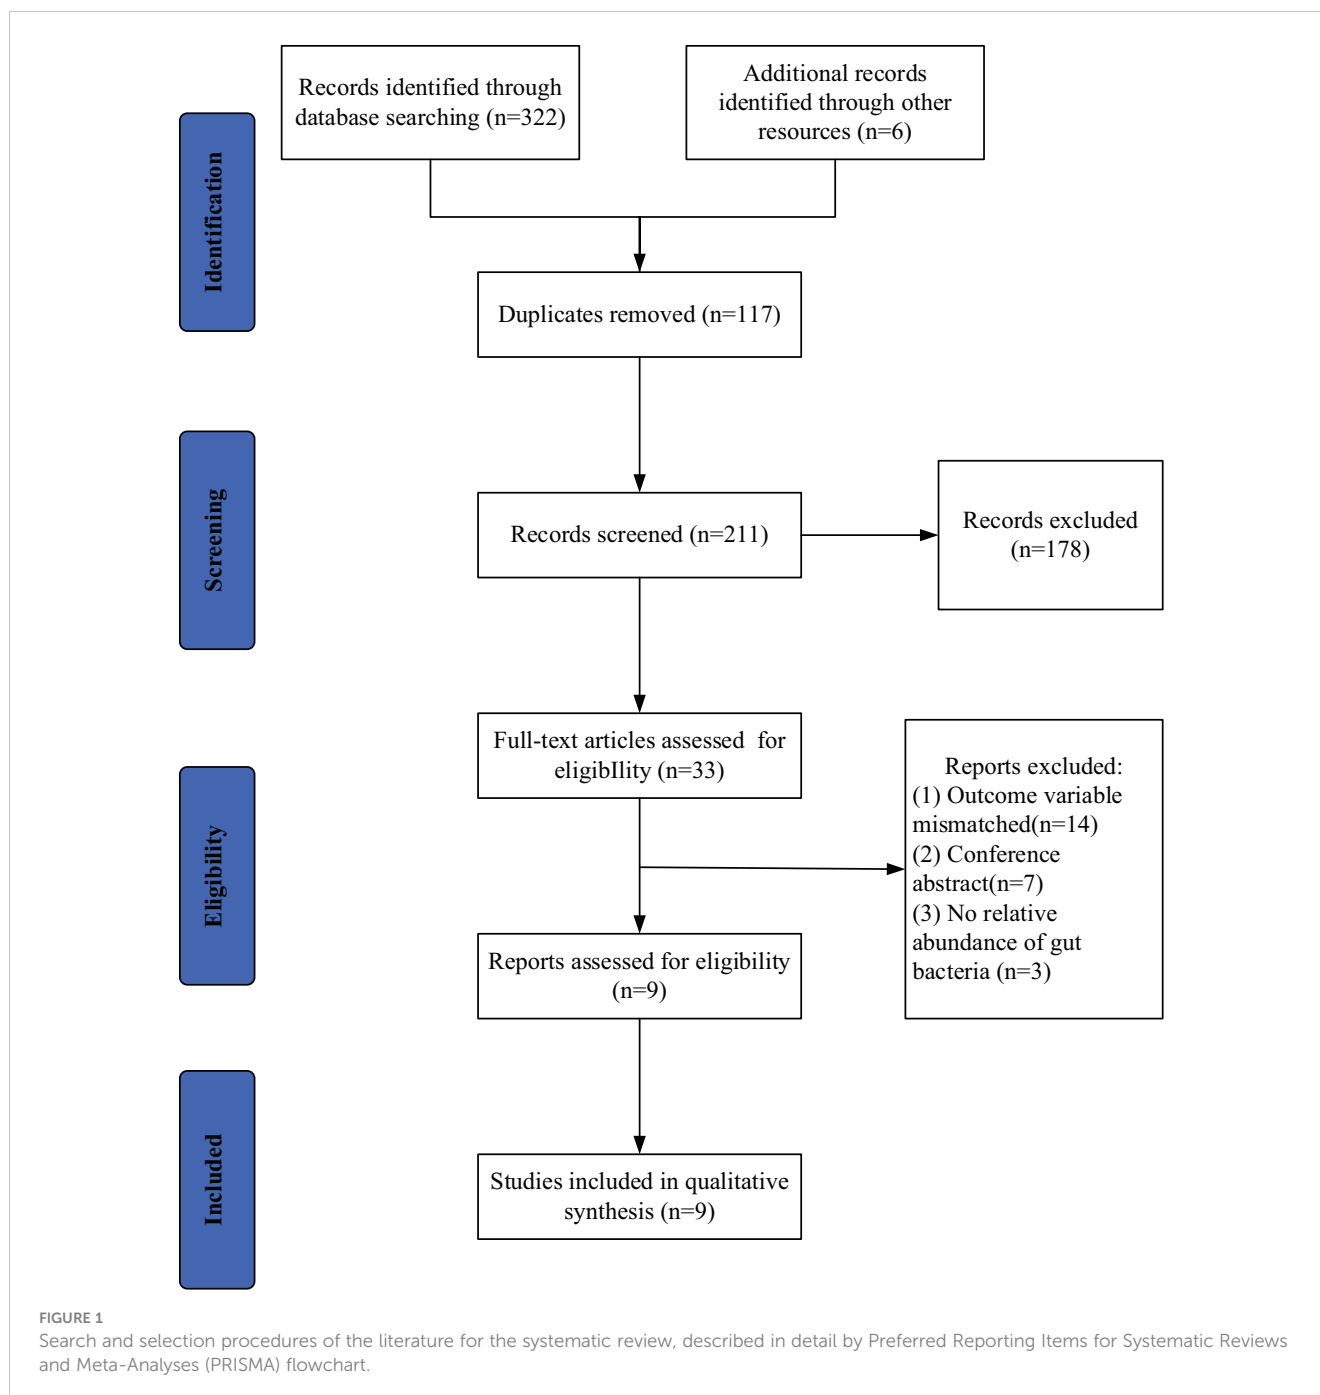 Records identified through
database searching (n=322)
Additional records
identified through other
resources (n=6)
Identification
Duplicates removed (n=117)
Screening
Records screened (n=211)
Records excluded
(n=178)
Eligibility
Full-text articles assessed  for
eligibIlity (n=33)
Reports excluded:
(1) Outcome variable
mismatched(n=14)
(2) Conference
abstract(n=7)
(3) No relative
abundance of gut
bacteria (n=3)
Reports assessed for eligibility
(n=9)
Included
Studies included in qualitative
synthesis (n=9)
FIGURE 1
Search and selection procedures of the literature for the systematic review, described in detail by Preferred Reporting Items for Systematic Reviews
and Meta-Analyses (PRISMA) flowchart.